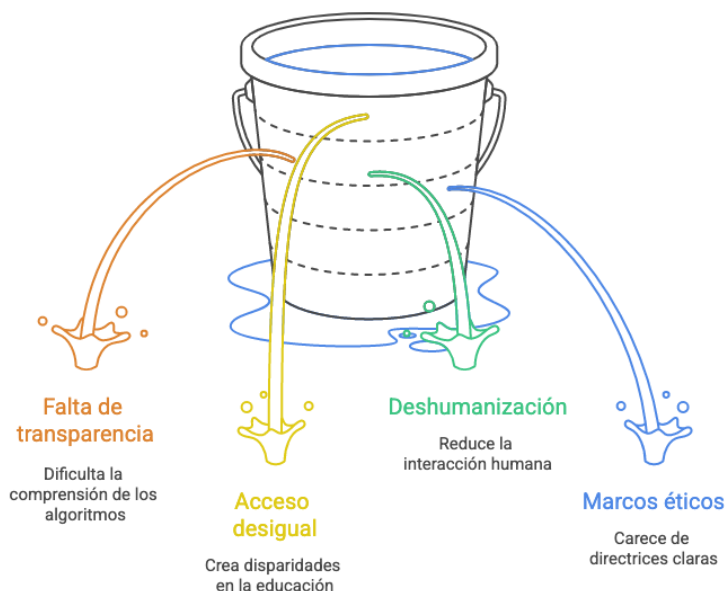 Falta de
transparencia
Dificulta la
comprensión de los
algoritmos
Acceso
desigual
Crea disparidades
en la educación
Deshumanización
Reduce la
interacción humana
Marcos éticos
Carece de
directrices claras